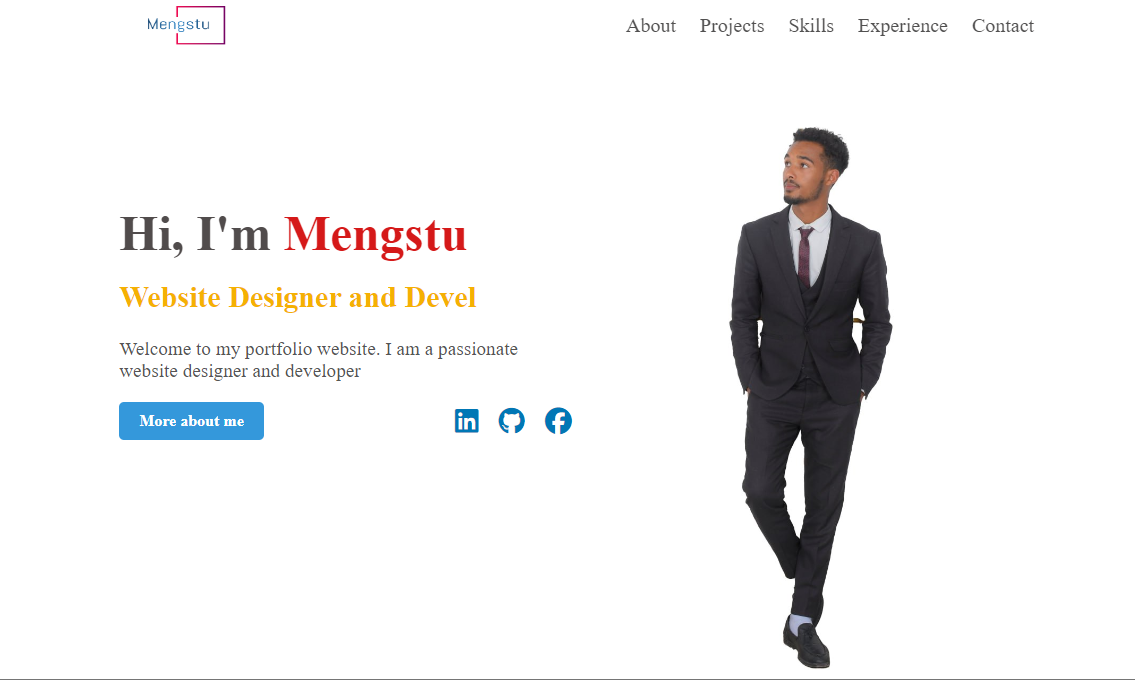 Mengstu
About Projects Skills Experience Contact
Hi, I'm Mengstu
Website Designer and Devel
Welcome to my portfolio website. I am a passionate
website designer and developer
More about me
in